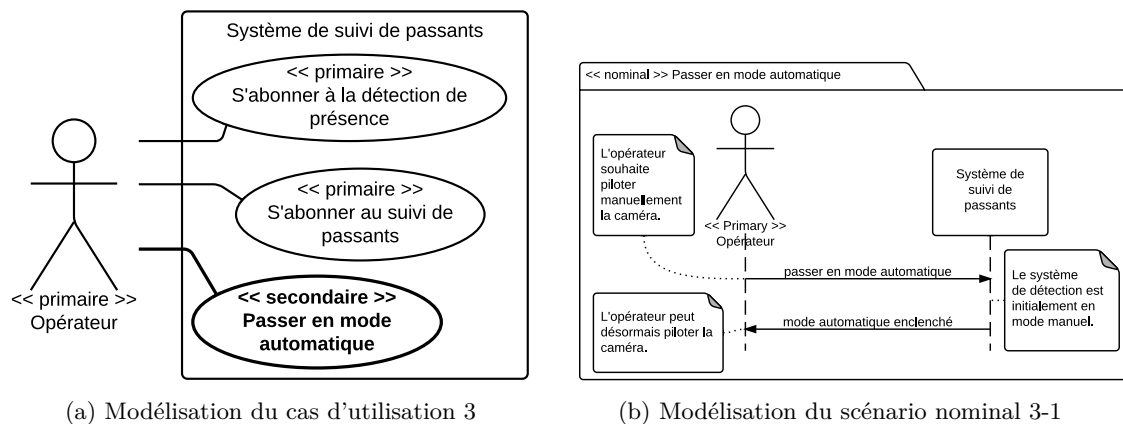 Système de suivi de passants
<< primaire >>
S'abonner à la détection de
présence
<< primaire >>
S'abonner au suivi de
passants
<< secondaire >>
Passer en mode
automatique
<< primaire >>
Opérateur
(a) Modélisation du cas d'utilisation 3
<< nominal >> Passer en mode automatique
L'opérateur
souhaite
piloter
manuellement
la caméra.
<< Primary >>
Opérateur
Système de
suivi de
passants
passer en mode automatique
Le système
de détection est
initialement en
mode manuel.
L'opérateur peut
désormais piloter la
caméra.
mode automatique enclenché
(b) Modélisation du scénario nominal 3-1